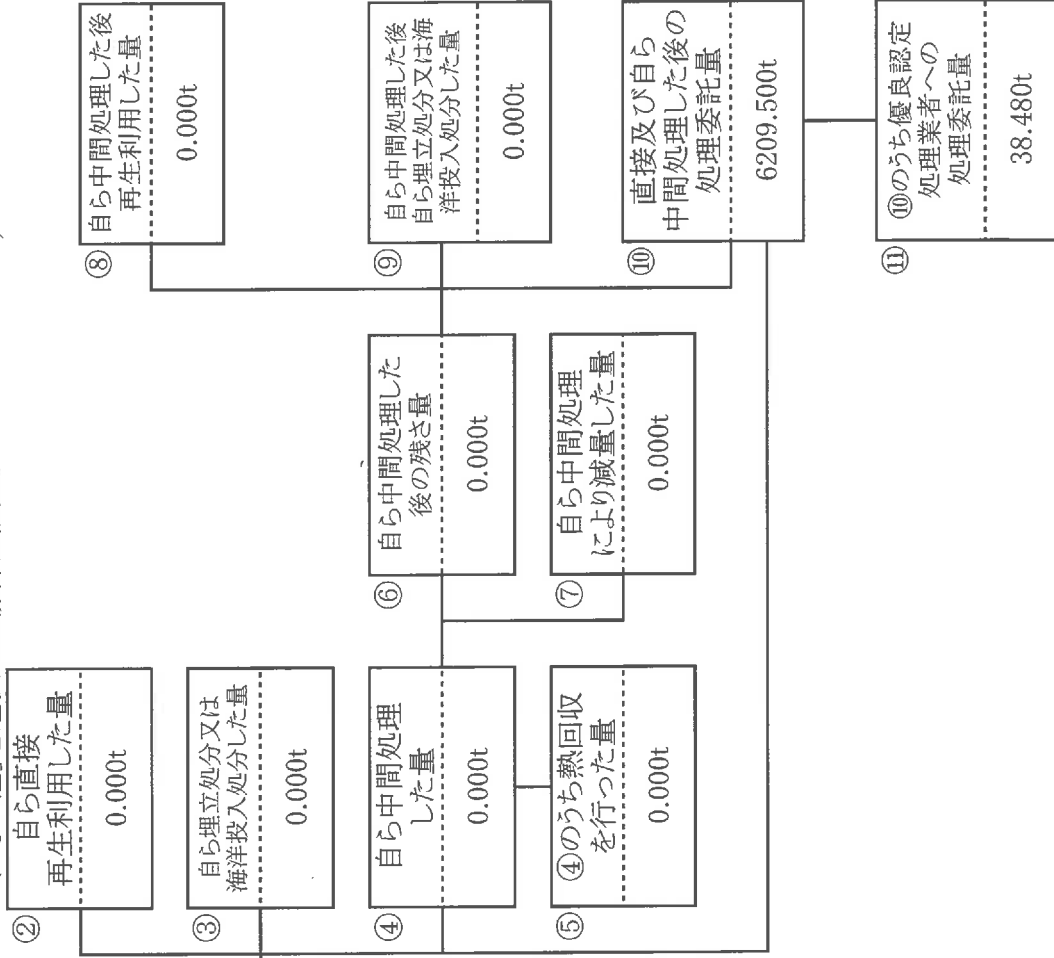 ②
自ら直接
再生利用した量
0.000t
③
自ら埋立処分又は
海洋投入処分した量
0.000t
④
自ら中間処理
した量
0.000t
⑤
④のうち熱回収
を行った量
0.000t
⑥
自ら中間処理した
後の残さ量
0.000t
⑦
自ら中間処理
により減量した量
0.000t
⑧
自ら中間処理した後
再生利用した量
0.000t
⑨
自ら中間処理した後
自ら埋立処分又は海
洋投入処分した量
0.000t
⑩
直接及び自ら
中間処理した後の
処理委託量
6209.500t
⑪
⑩のうち優良認定
処理業者への
処理委託量
38.480t